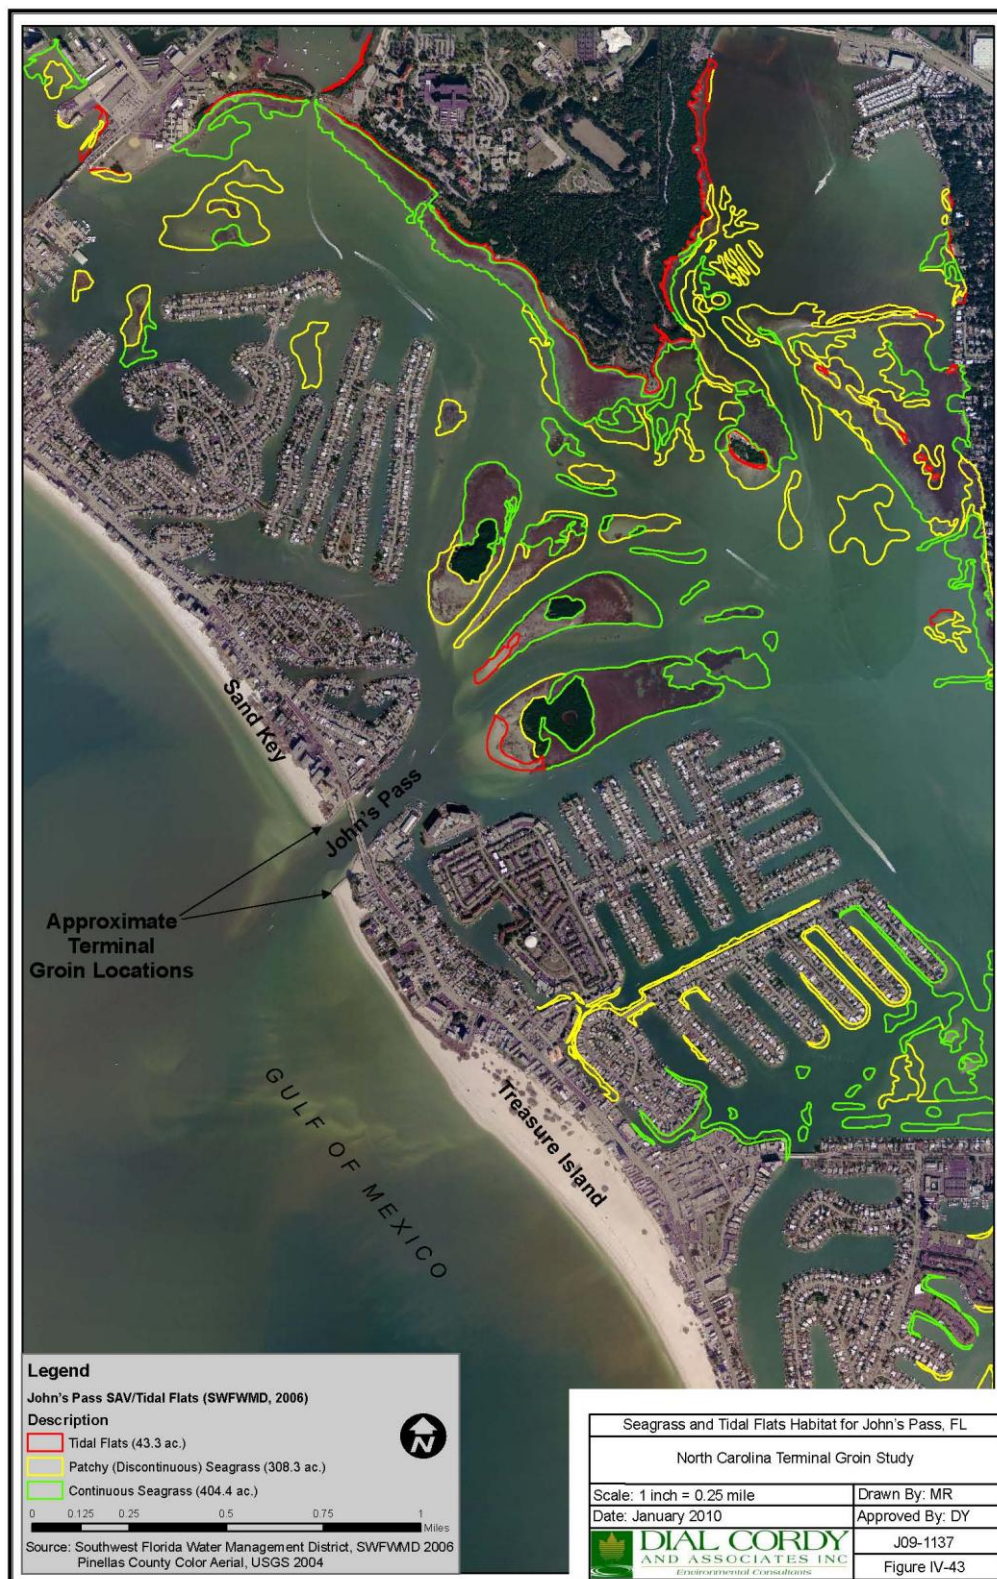 Sand Key
John's Pass
Approximate
Terminal
Groin Locations
GULF OF MEXICO
Treasure Island
Legend
John's Pass SAV/Tidal Flats (SWFWMD, 2006)
Description
Tidal Flats (43.3 ac.)
Patchy (Discontinuous) Seagrass (308.3 ac.)
Continuous Seagrass (404.4 ac.)
N
0 0.125 0.25 0.5 0.75 1
Miles
Source: Southwest Florida Water Management District, SWFWMD 2006
Pinellas County Color Aerial, USGS 2004
Seagrass and Tidal Flats Habitat for John's Pass, FL
North Carolina Terminal Groin Study
Scale: 1 inch = 0.25 mile
Drawn By: MR
Date: January 2010
Approved By: DY
DIAL CORDY
AND ASSOCIATES INC
Environmental Consultants
J09-1137
Figure IV-43